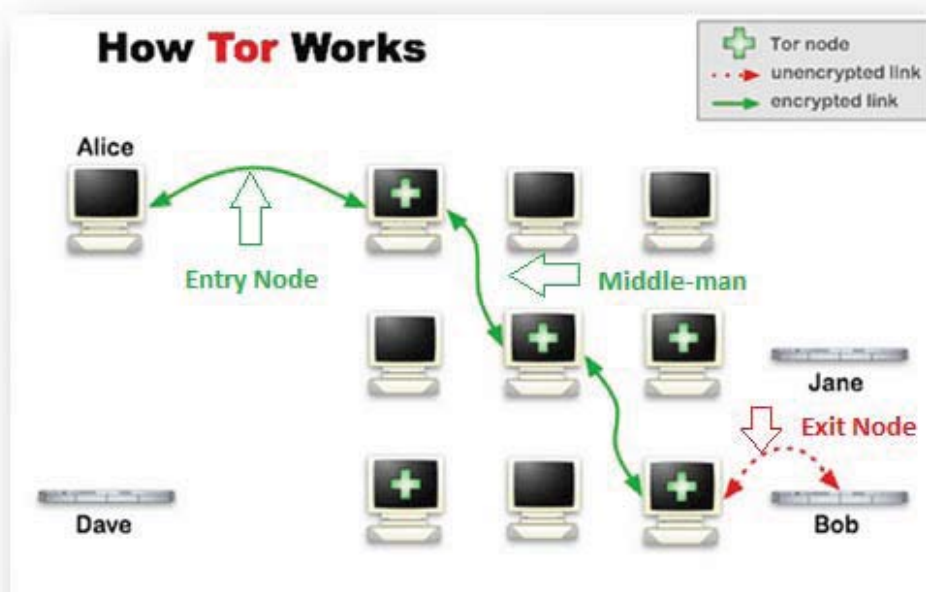 How Tor Works
Tor node
unencrypted link
encrypted link
Alice
Entry Node
Middle-man
Jane
Exit Node
Dave
Bob